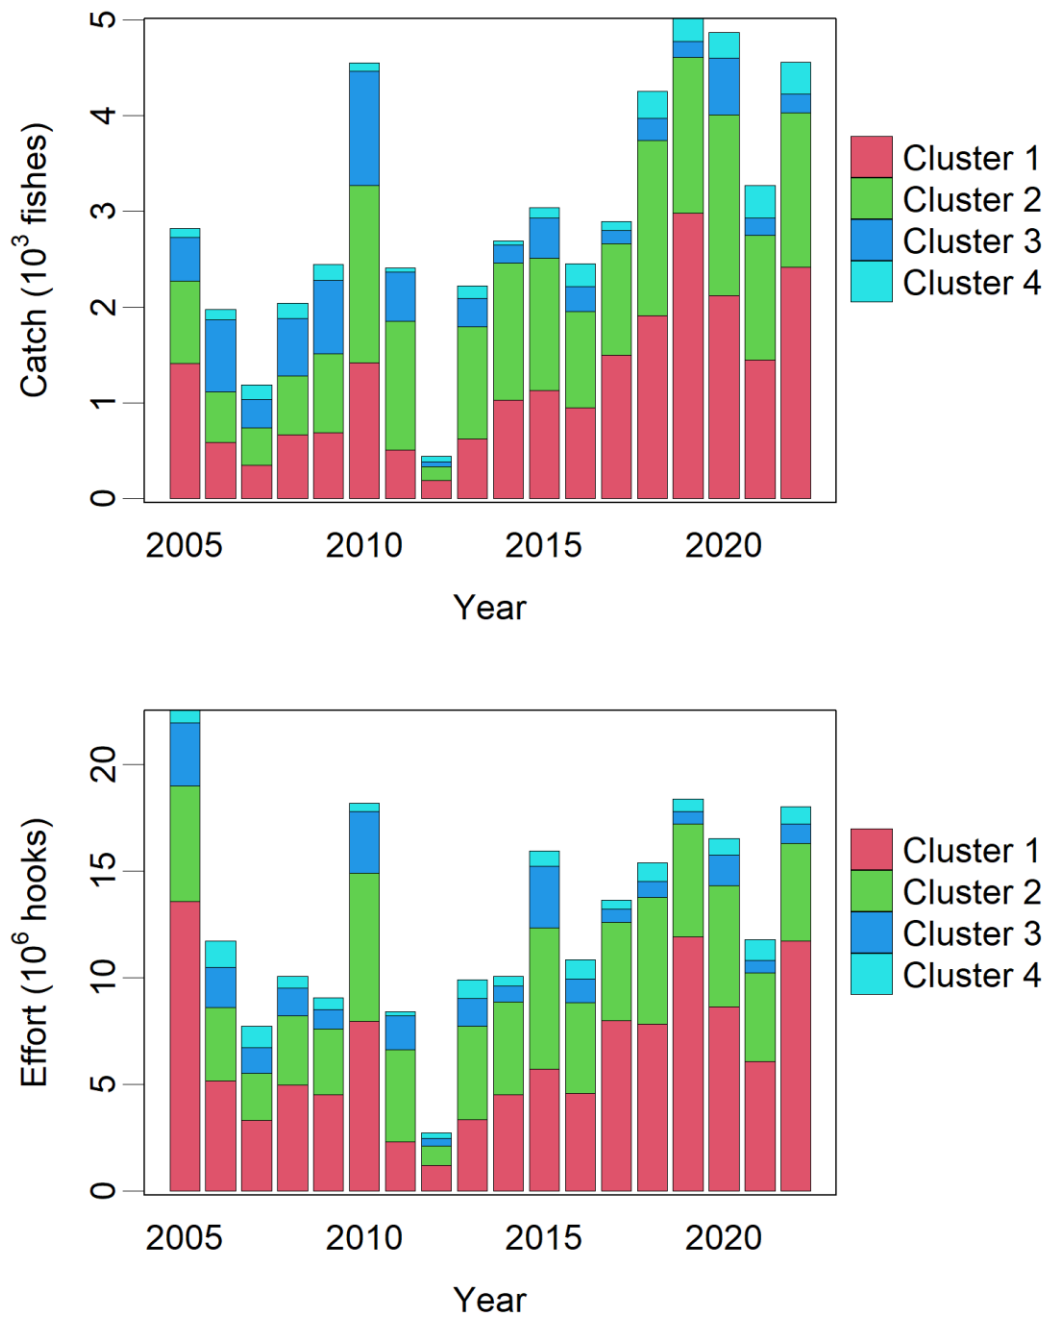 5
4
3
2
1
0
Catch (10³ fishes)
2005 2010 2015 2020
Year
Cluster 1
Cluster 2
Cluster 3
Cluster 4
20
15
10
5
0
Effort (10⁶ hooks)
2005 2010 2015 2020
Year
Cluster 1
Cluster 2
Cluster 3
Cluster 4